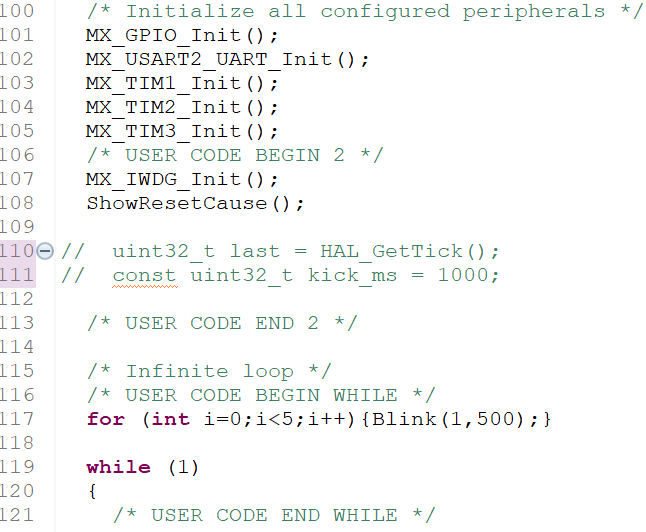 100     /* Initialize all configured peripherals */
101     MX_GPIO_Init();
102     MX_USART2_UART_Init();
103     MX_TIM1_Init();
104     MX_TIM2_Init();
105     MX_TIM3_Init();
106     /* USER CODE BEGIN 2 */
107     MX_IWDG_Init();
108     ShowResetCause();
109
110 //  uint32_t last = HAL_GetTick();
111 //  const uint32_t kick_ms = 1000;
112
113     /* USER CODE END 2 */
114
115     /* Infinite loop */
116     /* USER CODE BEGIN WHILE */
117     for (int i=0;i<5;i++){Blink(1,500);}
118
119     while (1)
120     {
121       /* USER CODE END WHILE */